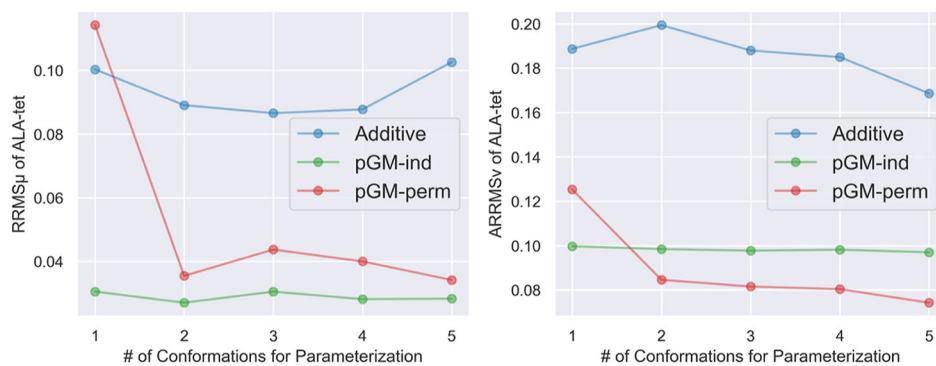 RRMSμ of ALA-tet
0.10
0.08
0.06
0.04
Additive
pGM-ind
pGM-perm
1 2 3 4 5
# of Conformations for Parameterization
ARRMSv of ALA-tet
0.20
0.18
0.16
0.14
0.12
0.10
0.08
Additive
pGM-ind
pGM-perm
1 2 3 4 5
# of Conformations for Parameterization